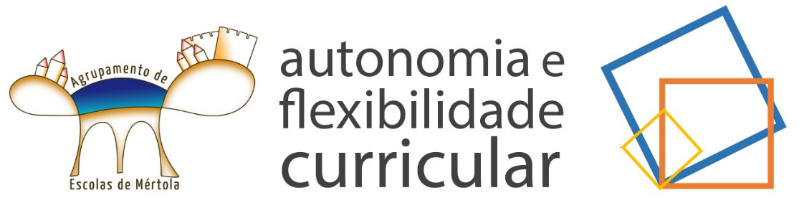 Agrupamento de
Escolas de Mértola
autonomia e
flexibilidade
curricular